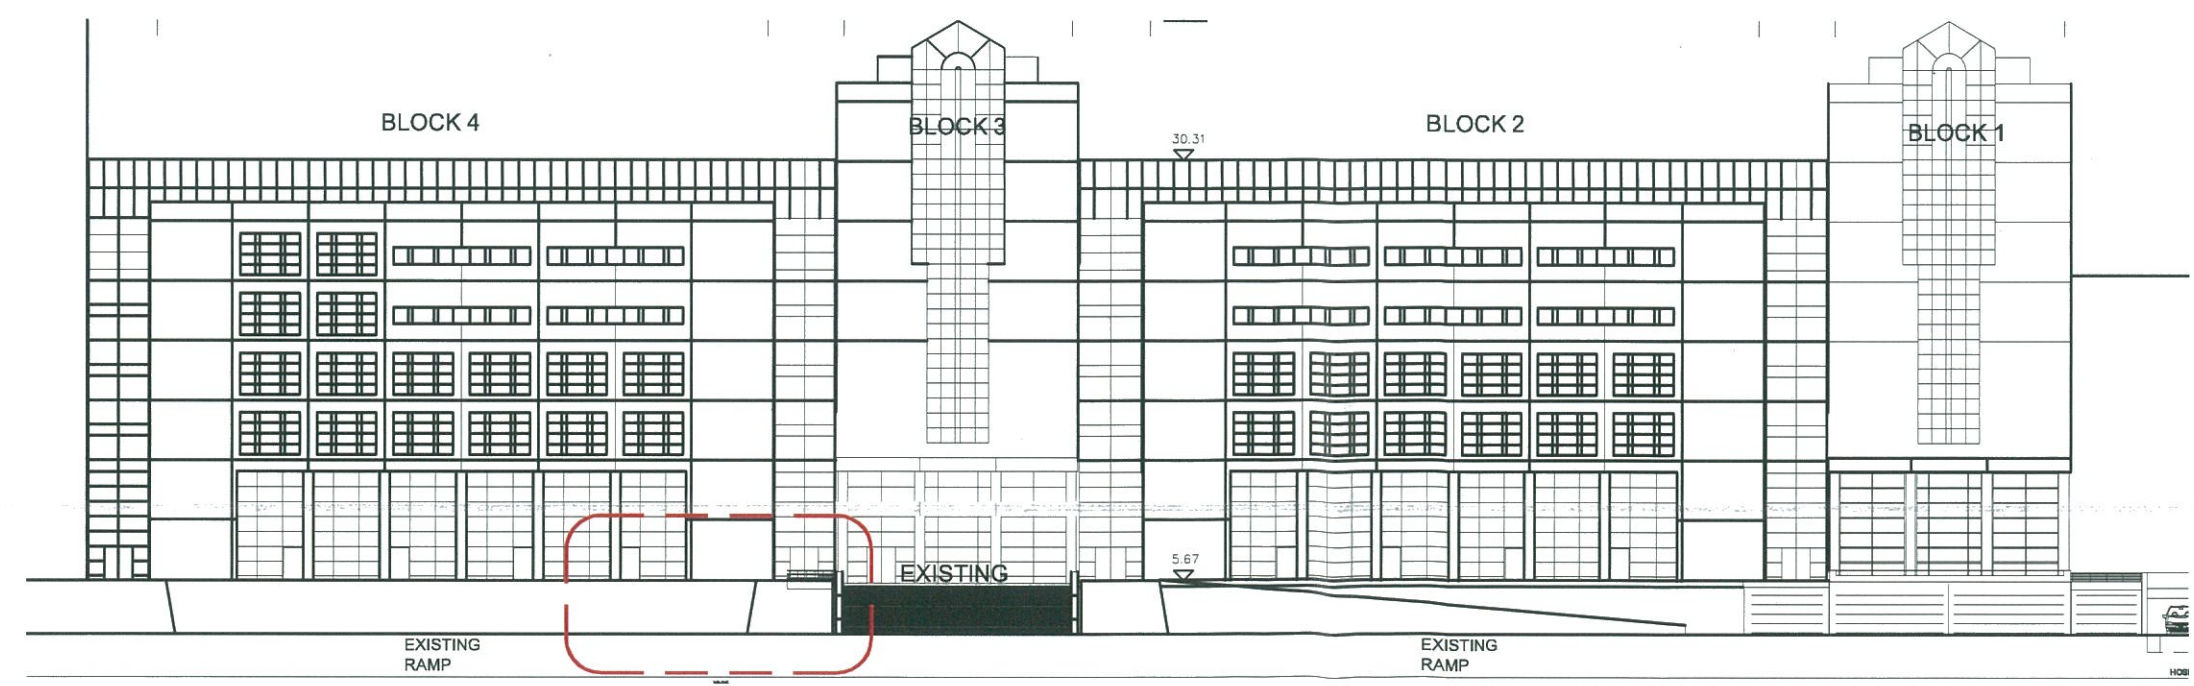 BLOCK 4
BLOCK 3
BLOCK 2
BLOCK 1
30.31
5.67
EXISTING
EXISTING
RAMP
EXISTING
RAMP